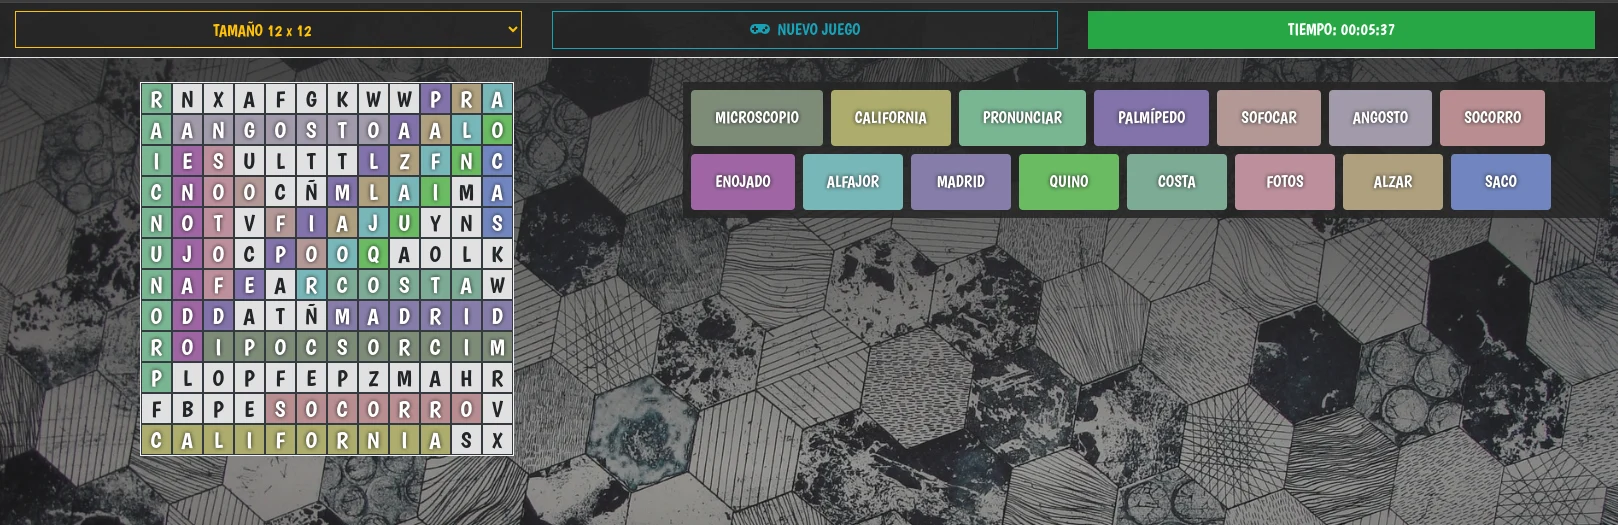 TAMAÑO 12 x 12
NUEVO JUEGO
TIEMPO: 00:05:37
R N X A F G K W W P R A
A A N G O S T O A A L O
I E S U L T T L Z F N C
C N O O C Ñ M L A I M A
N O T V F I A J U Y N S
U J O C P O O Q A O L K
N A F E A R C O S T A W
O D D A T Ñ M A D R I D
R O I P O C S O R C I M
P L O P F E P Z M A H R
F B P E S O C O R R O V
C A L I F O R N I A S X
MICROSCOPIO CALIFORNIA PRONUNCIAR PALMÍPEDO SOFOCAR ANGOSTO SOCORRO
ENOJADO ALFAJOR MADRID QUINO COSTA FOTOS ALZAR SACO